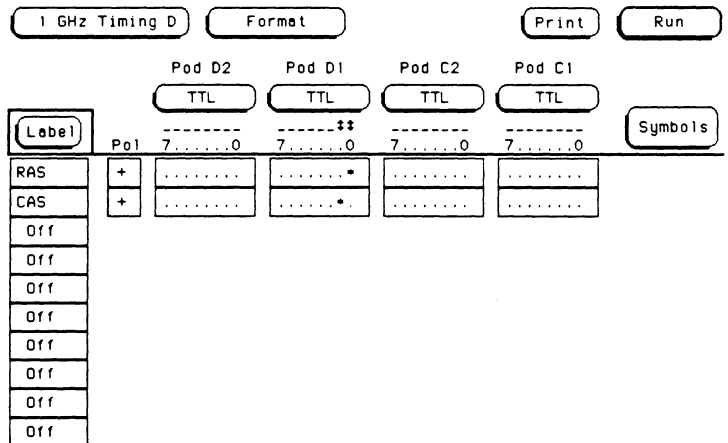 1 GHz Timing D Format Print Run
Pod D2 Pod D1 Pod C2 Pod C1
TTL TTL TTL TTL
Label Pol -------- ------↕↕ -------- -------- Symbols
7......0 7......0 7......0 7......0
RAS + ........ .......* ........ ........
CAS + ........ ......*. ........ ........
Off
Off
Off
Off
Off
Off
Off
Off